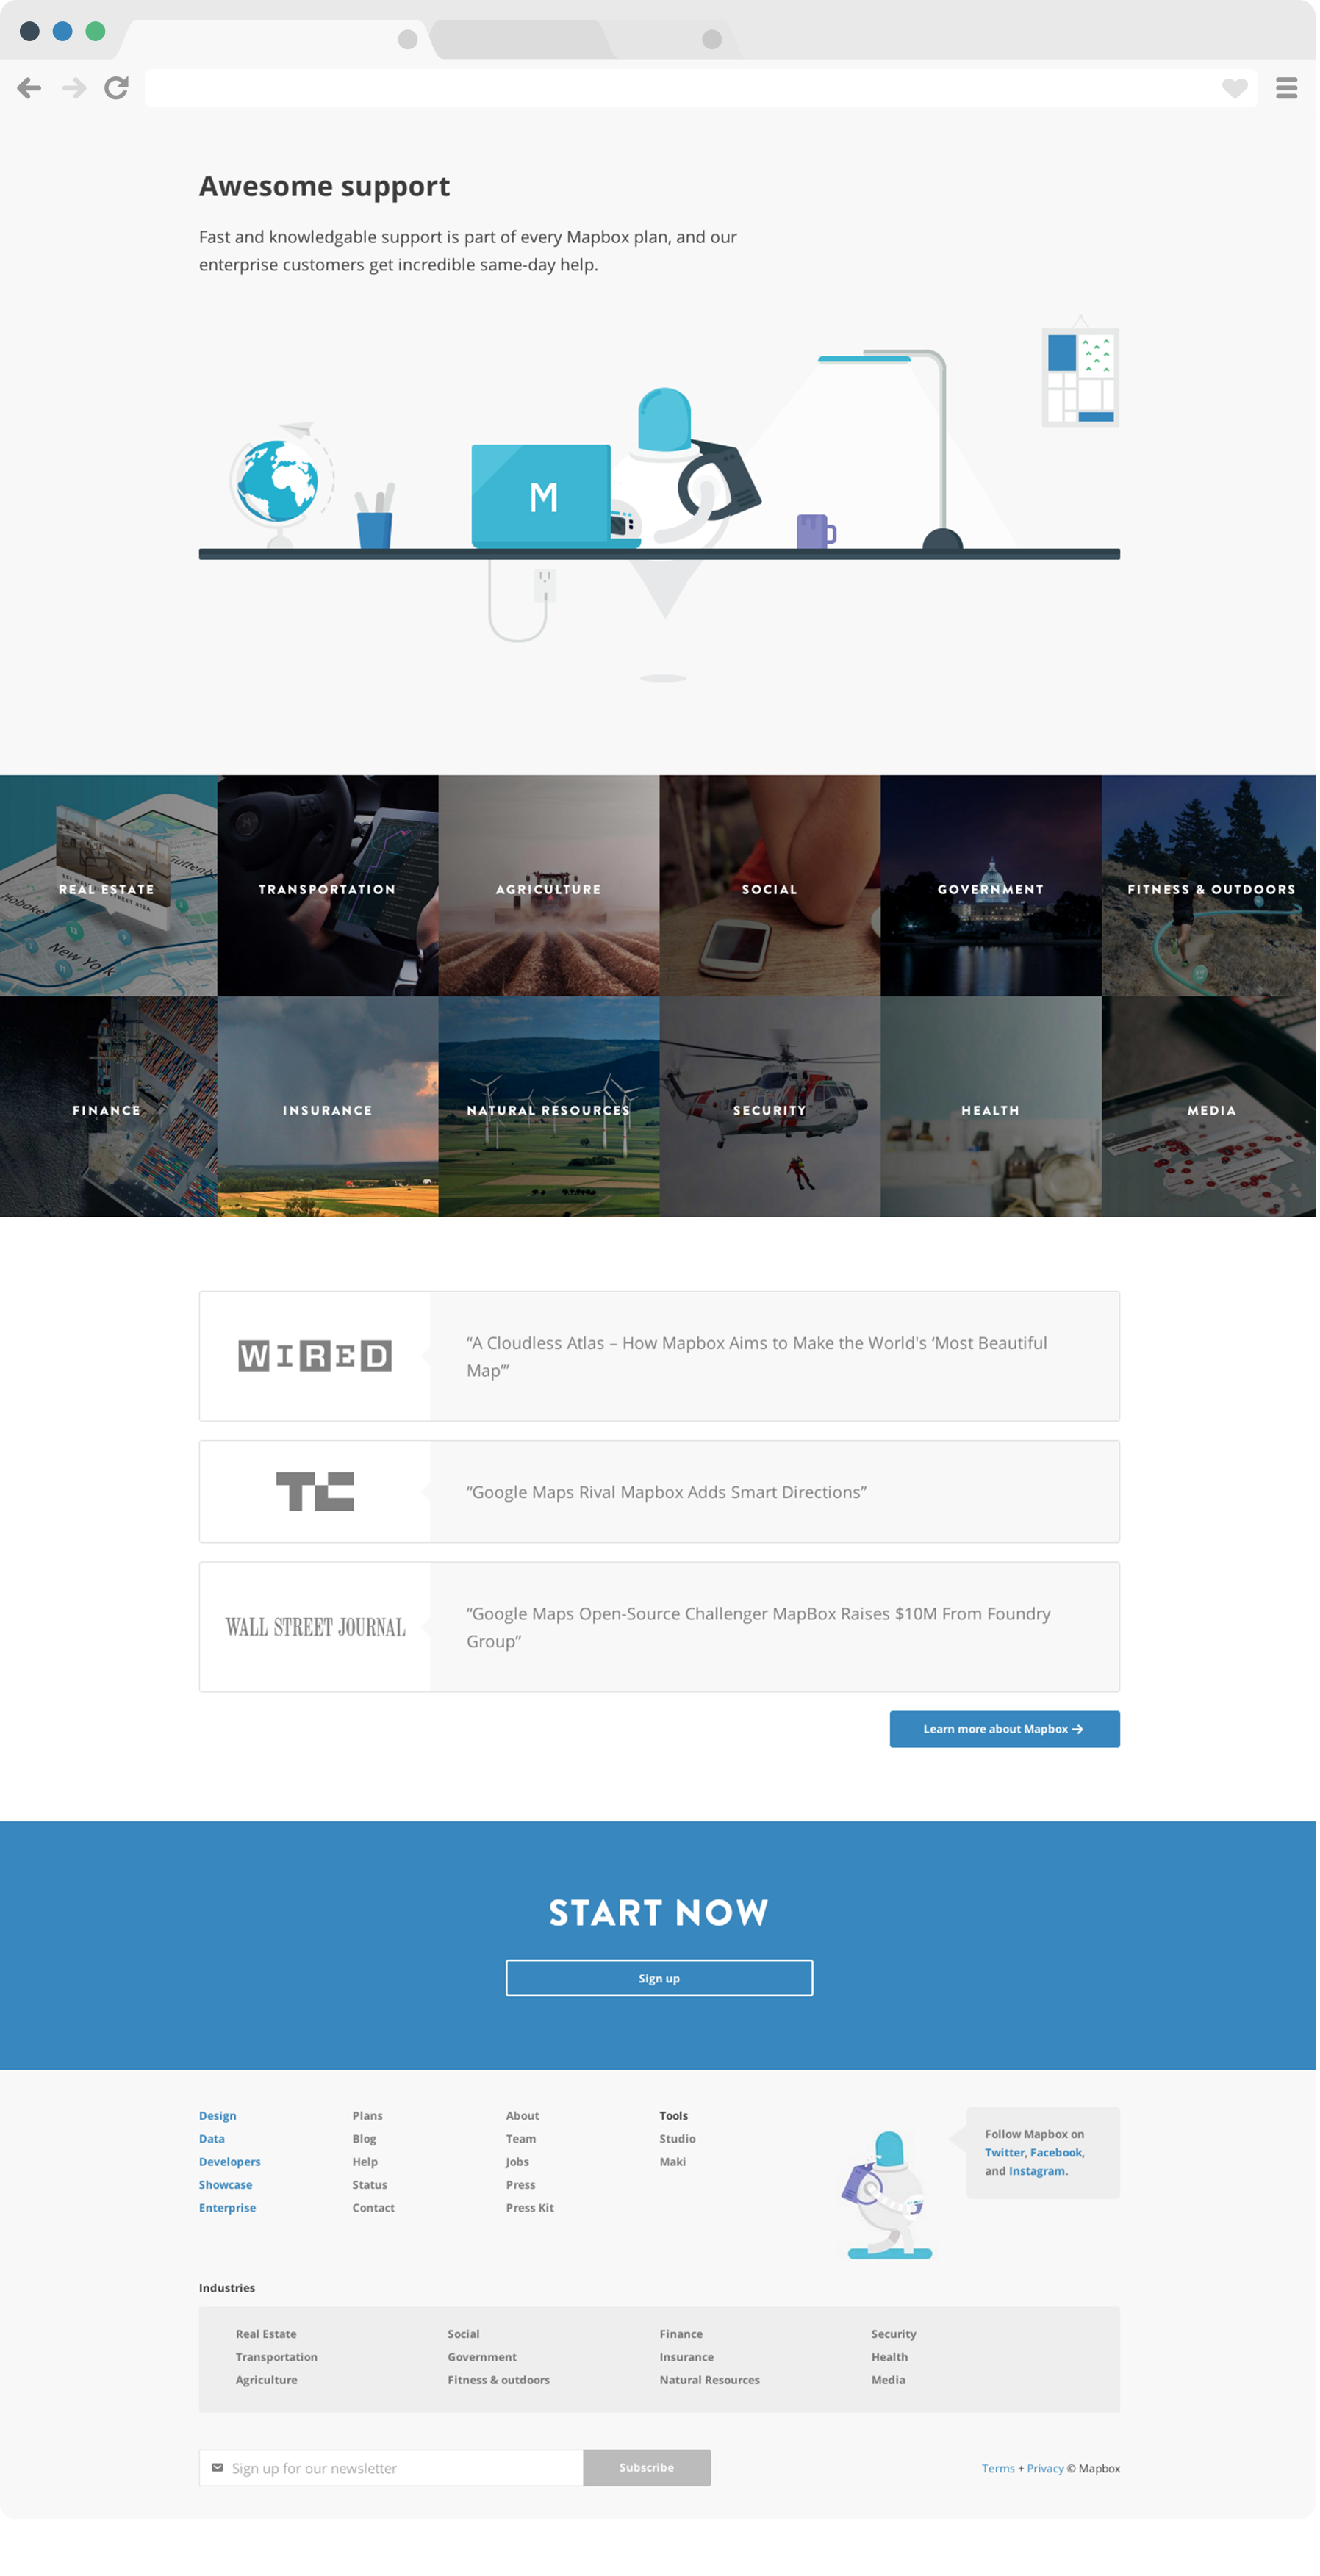 Awesome support
Fast and knowledgable support is part of every Mapbox plan, and our
enterprise customers get incredible same-day help.
M
REAL ESTATE
TRANSPORTATION
AGRICULTURE
SOCIAL
GOVERNMENT
FITNESS & OUTDOORS
Hoboken
New York
FINANCE
INSURANCE
NATURAL RESOURCES
SECURITY
HEALTH
MEDIA
WIRED
“A Cloudless Atlas – How Mapbox Aims to Make the World's ‘Most Beautiful
Map’”
TC
“Google Maps Rival Mapbox Adds Smart Directions”
WALL STREET JOURNAL
“Google Maps Open-Source Challenger MapBox Raises $10M From Foundry
Group”
Learn more about Mapbox →
START NOW
Sign up
Design
Data
Developers
Showcase
Enterprise
Plans
Blog
Help
Status
Contact
About
Team
Jobs
Press
Press Kit
Tools
Studio
Maki
Follow Mapbox on
Twitter, Facebook,
and Instagram.
Industries
Real Estate
Transportation
Agriculture
Social
Government
Fitness & outdoors
Finance
Insurance
Natural Resources
Security
Health
Media
Sign up for our newsletter
Subscribe
Terms + Privacy © Mapbox